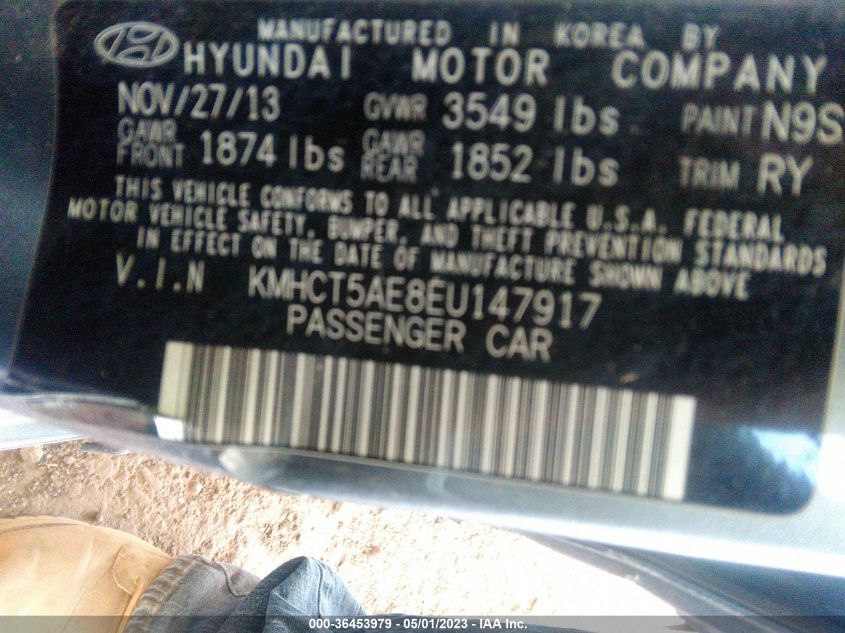 MANUFACTURED IN KOREA BY
HYUNDAI MOTOR COMPANY
NOV/27/13 GVWR 3549 lbs PAINT N9S
GAWR FRONT 1874 lbs GAWR REAR 1852 lbs TRIM RY
THIS VEHICLE CONFORMS TO ALL APPLICABLE U.S.A. FEDERAL
MOTOR VEHICLE SAFETY, BUMPER, AND THEFT PREVENTION STANDARDS
IN EFFECT ON THE DATE OF MANUFACTURE SHOWN ABOVE
V.I.N KMHCT5AE8EU147917
PASSENGER CAR
000-36453979 - 05/01/2023 - IAA Inc.